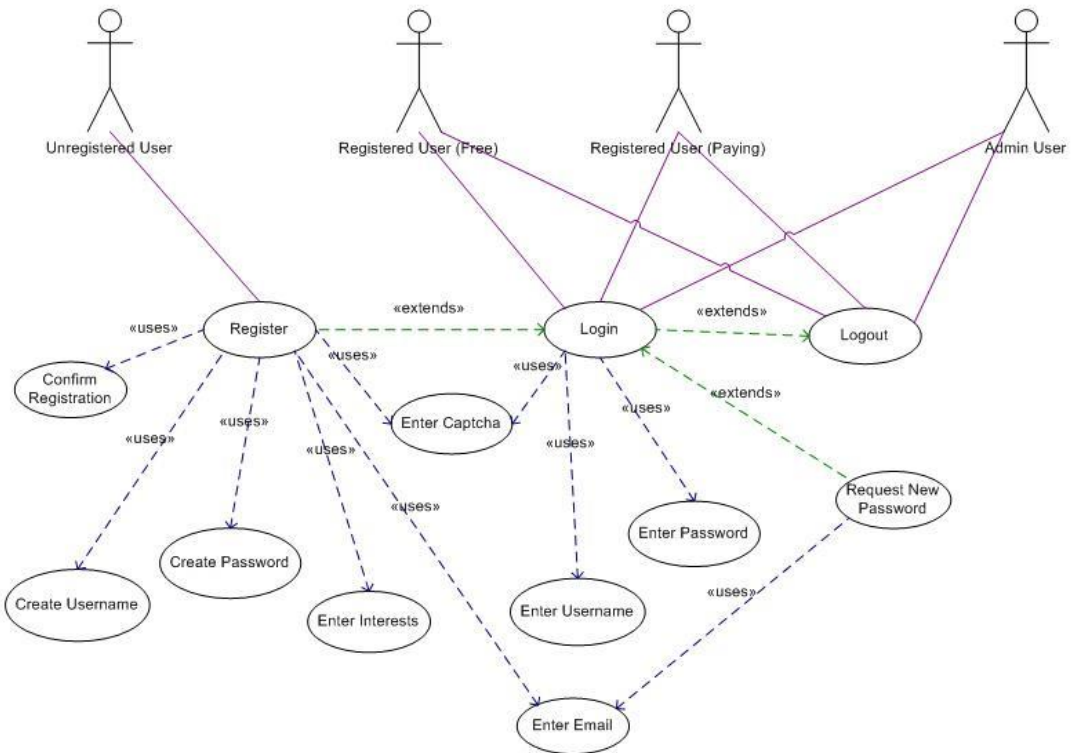 Unregistered User
Registered User (Free)
Registered User (Paying)
Admin User
«extends»
«extends»
«uses»
Register
Login
Logout
«uses»
«uses»
Confirm
Registration
«extends»
Enter Captcha
«uses»
«uses»
«uses»
«uses»
«uses»
Request New
Password
«uses»
Enter Password
Create Password
«uses»
Create Username
Enter Interests
Enter Username
Enter Email